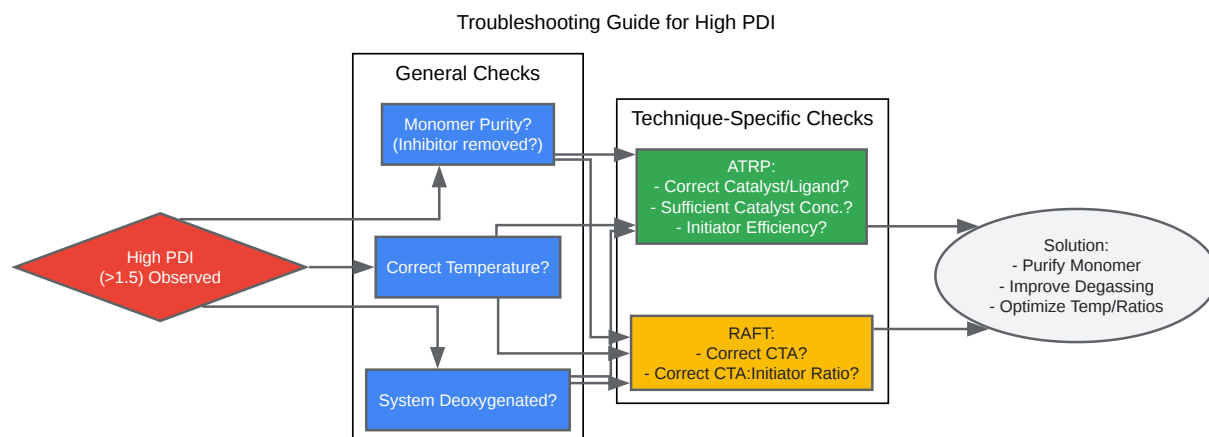 Troubleshooting Guide for High PDI
General Checks
Monomer Purity?
(Inhibitor removed?)
Technique-Specific Checks
ATRP:
- Correct Catalyst/Ligand?
- Sufficient Catalyst Conc.?
- Initiator Efficiency?
High PDI
(>1.5) Observed
Correct Temperature?
Solution:
- Purify Monomer
- Improve Degassing
- Optimize Temp/Ratios
RAFT:
- Correct CTA?
- Correct CTA:Initiator Ratio?
System Deoxygenated?